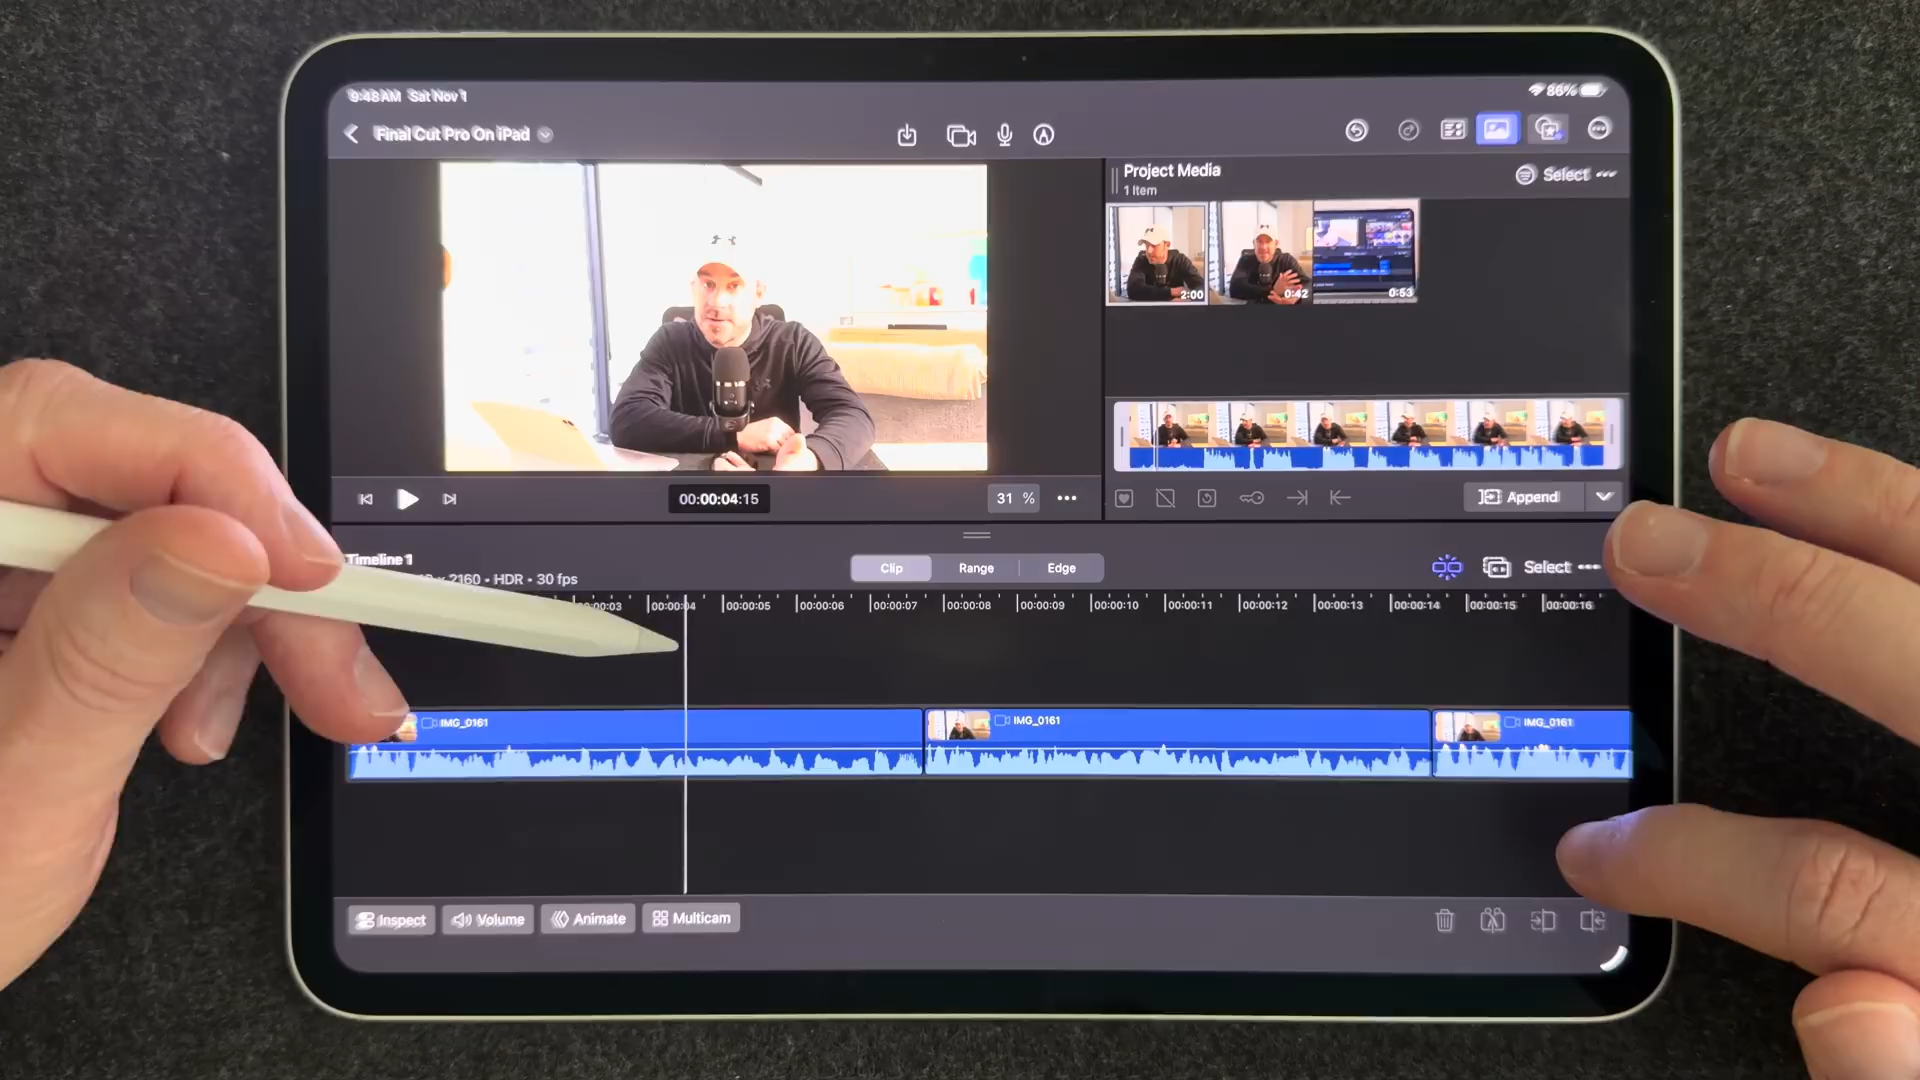 9:48 AM Sat Nov 1
86%
Final Cut Pro On iPad
Project Media
1 Item
Select
2:00
0:42
0:53
00:00:04:15
31 %
Append
Timeline 1
2160 • HDR • 30 fps
Clip
Range
Edge
Select
00:00:04
00:00:05
00:00:06
00:00:07
00:00:08
00:00:09
00:00:10
00:00:11
00:00:12
00:00:13
00:00:14
00:00:15
00:00:16
IMG_0161
IMG_0161
IMG_0161
Inspect
Volume
Animate
Multicam